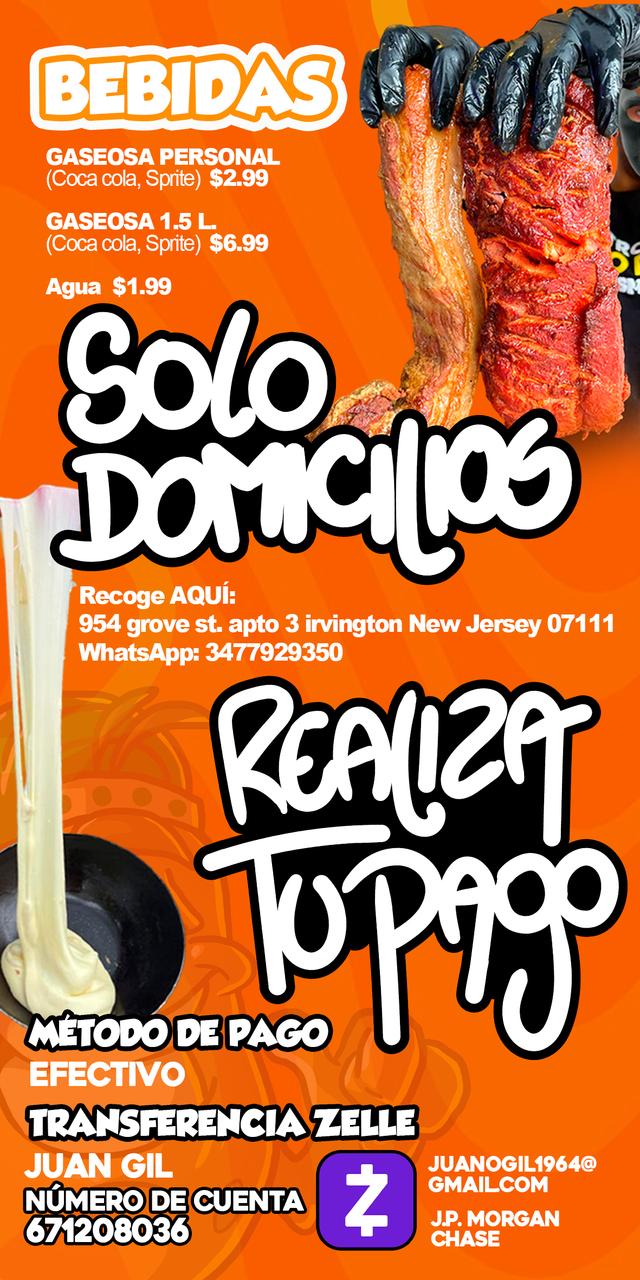 BEBIDAS
GASEOSA PERSONAL
(Coca cola, Sprite) $2.99
GASEOSA 1.5 L.
(Coca cola, Sprite) $6.99
Agua $1.99
SOLO
DOMICILIOS
Recoge AQUÍ:
954 grove st. apto 3 irvington New Jersey 07111
WhatsApp: 3477929350
REALIZA
TU PAGO
MÉTODO DE PAGO
EFECTIVO
TRANSFERENCIA ZELLE
JUAN GIL
NÚMERO DE CUENTA
671208036
JUANOGIL1964@
GMAIL.COM
J.P. MORGAN
CHASE